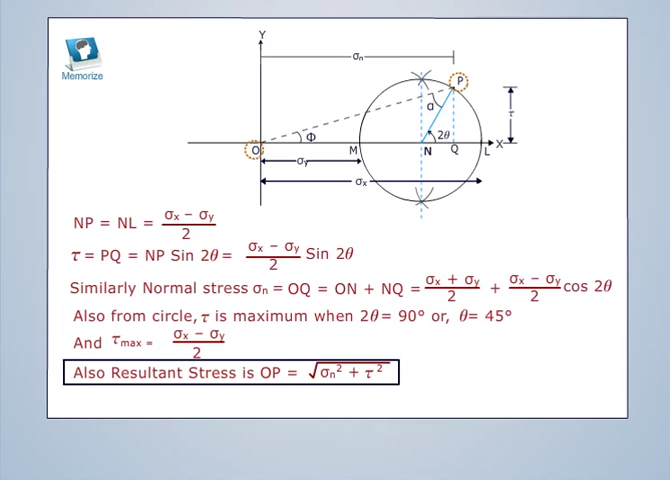 Memorize
Y
σn
P
α
τ
Φ
2θ
O
M
N
Q
L
X
σy
σx
NP = NL = (σx − σy)/2
τ = PQ = NP Sin 2θ = (σx − σy)/2 Sin 2θ
Similarly Normal stress σn = OQ = ON + NQ = (σx + σy)/2 + (σx − σy)/2 cos 2θ
Also from circle, τ is maximum when 2θ = 90° or, θ = 45°
And τmax = (σx − σy)/2
Also Resultant Stress is OP = √(σn² + τ²)